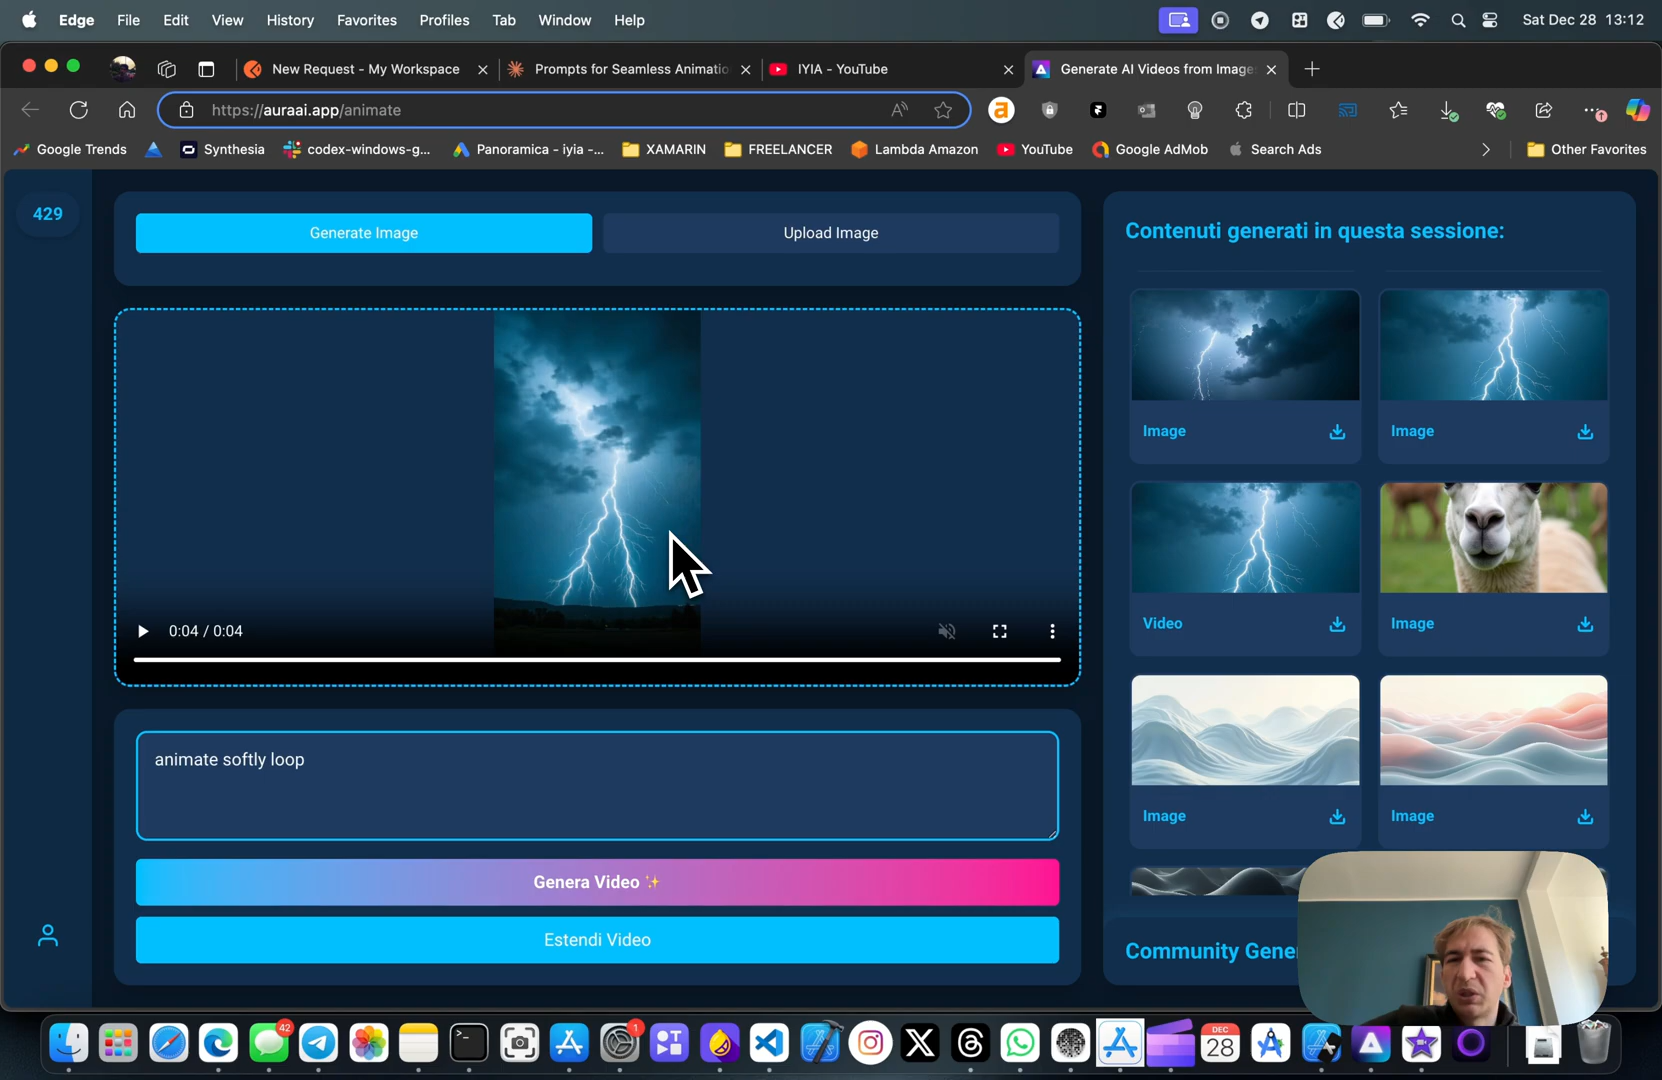 Edge File Edit View History Favorites Profiles Tab Window Help Sat Dec 28 13:12
New Request - My Workspace Prompts for Seamless Animatio IYIA - YouTube Generate AI Videos from Image
https://auraai.app/animate
Google Trends Synthesia codex-windows-g... Panoramica - iyia -... XAMARIN FREELANCER Lambda Amazon YouTube Google AdMob Search Ads Other Favorites
429
Generate Image Upload Image
Contenuti generati in questa sessione:
Image Image
Video Image
0:04 / 0:04
animate softly loop
Image Image
Genera Video
Estendi Video
Community Gene
42 1 DEC
28